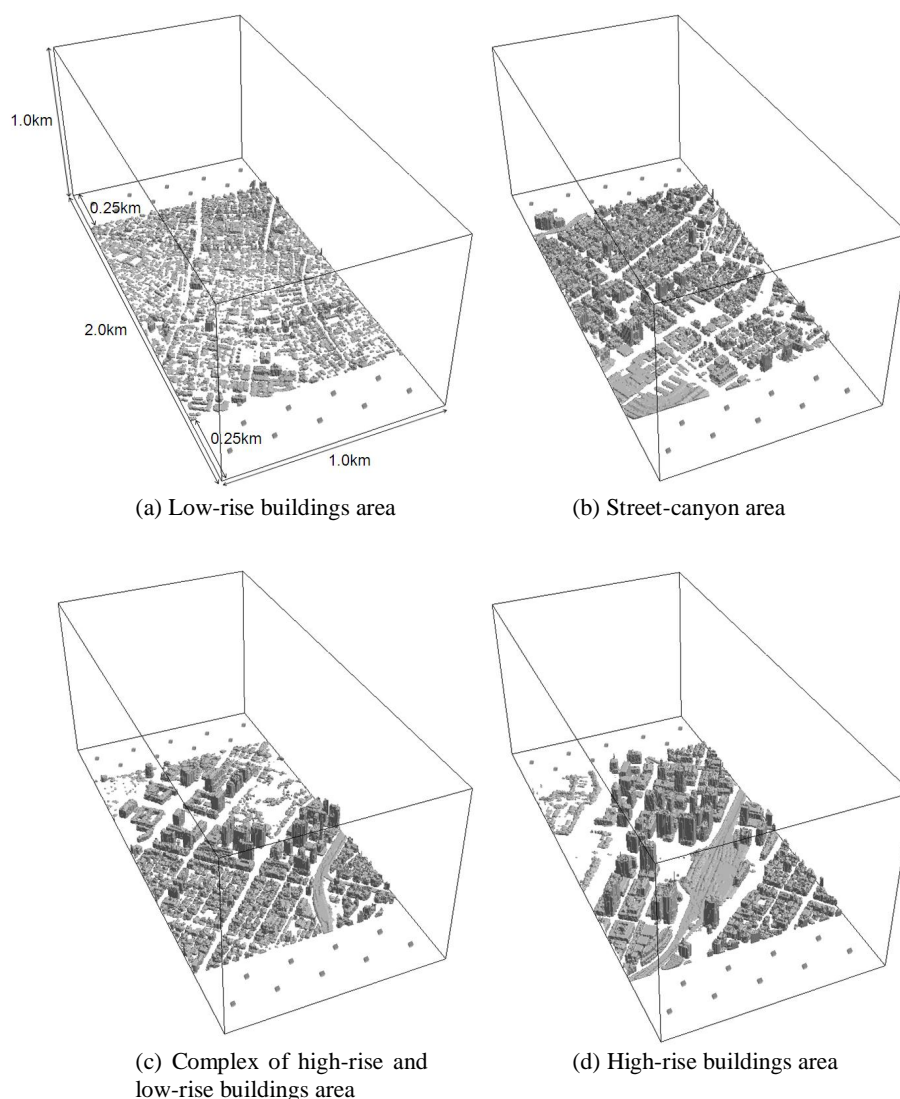 1.0km
0.25km
2.0km
0.25km
1.0km
(a) Low-rise buildings area
(b) Street-canyon area
(c) Complex of high-rise and
low-rise buildings area
(d) High-rise buildings area